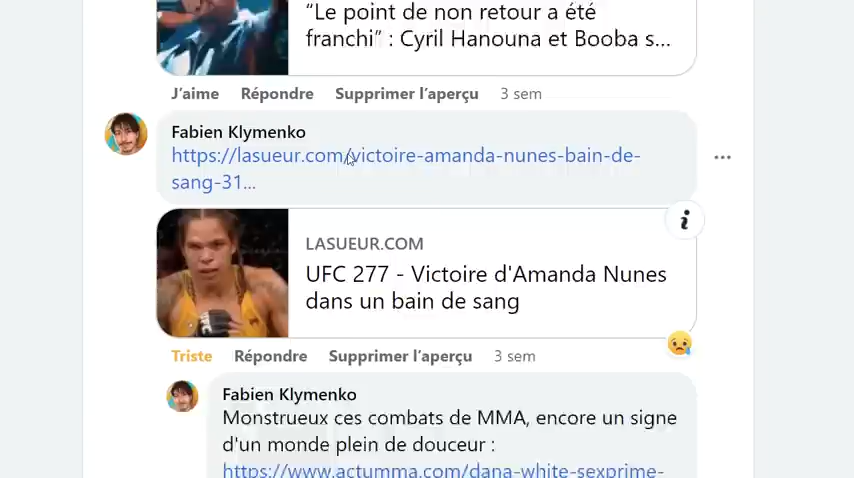 “Le point de non retour a été
franchi” : Cyril Hanouna et Booba s...
J’aime Répondre Supprimer l’aperçu 3 sem
Fabien Klymenko
https://lasueur.com/victoire-amanda-nunes-bain-de-
sang-31...
LASUEUR.COM
UFC 277 - Victoire d'Amanda Nunes
dans un bain de sang
Triste Répondre Supprimer l’aperçu 3 sem
Fabien Klymenko
Monstrueux ces combats de MMA, encore un signe
d'un monde plein de douceur :
https://www.actumma.com/dana-white-sexprime-